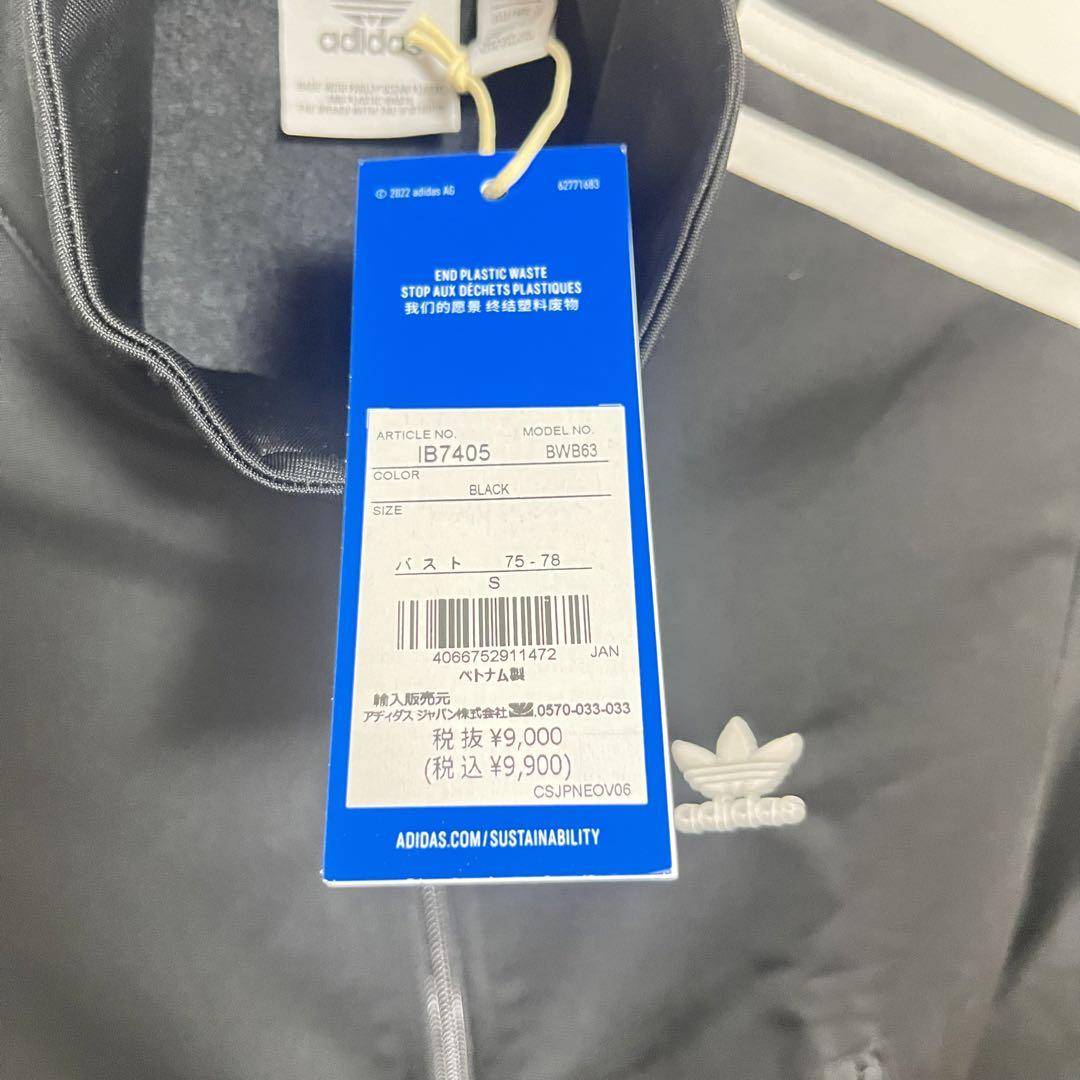 adidas
© 2022 adidas AG
62771683
END PLASTIC WASTE
STOP AUX DÉCHETS PLASTIQUES
我们的愿景 终结塑料废物
ARTICLE NO. MODEL NO.
IB7405 BWB63
COLOR
BLACK
SIZE
バスト 75-78
S
4066752911472 JAN
ベトナム製
輸入販売元
アディダス ジャパン株式会社 0570-033-033
税抜 ¥9,000
(税込 ¥9,900)
CSJPNEOV06
ADIDAS.COM/SUSTAINABILITY
adidas